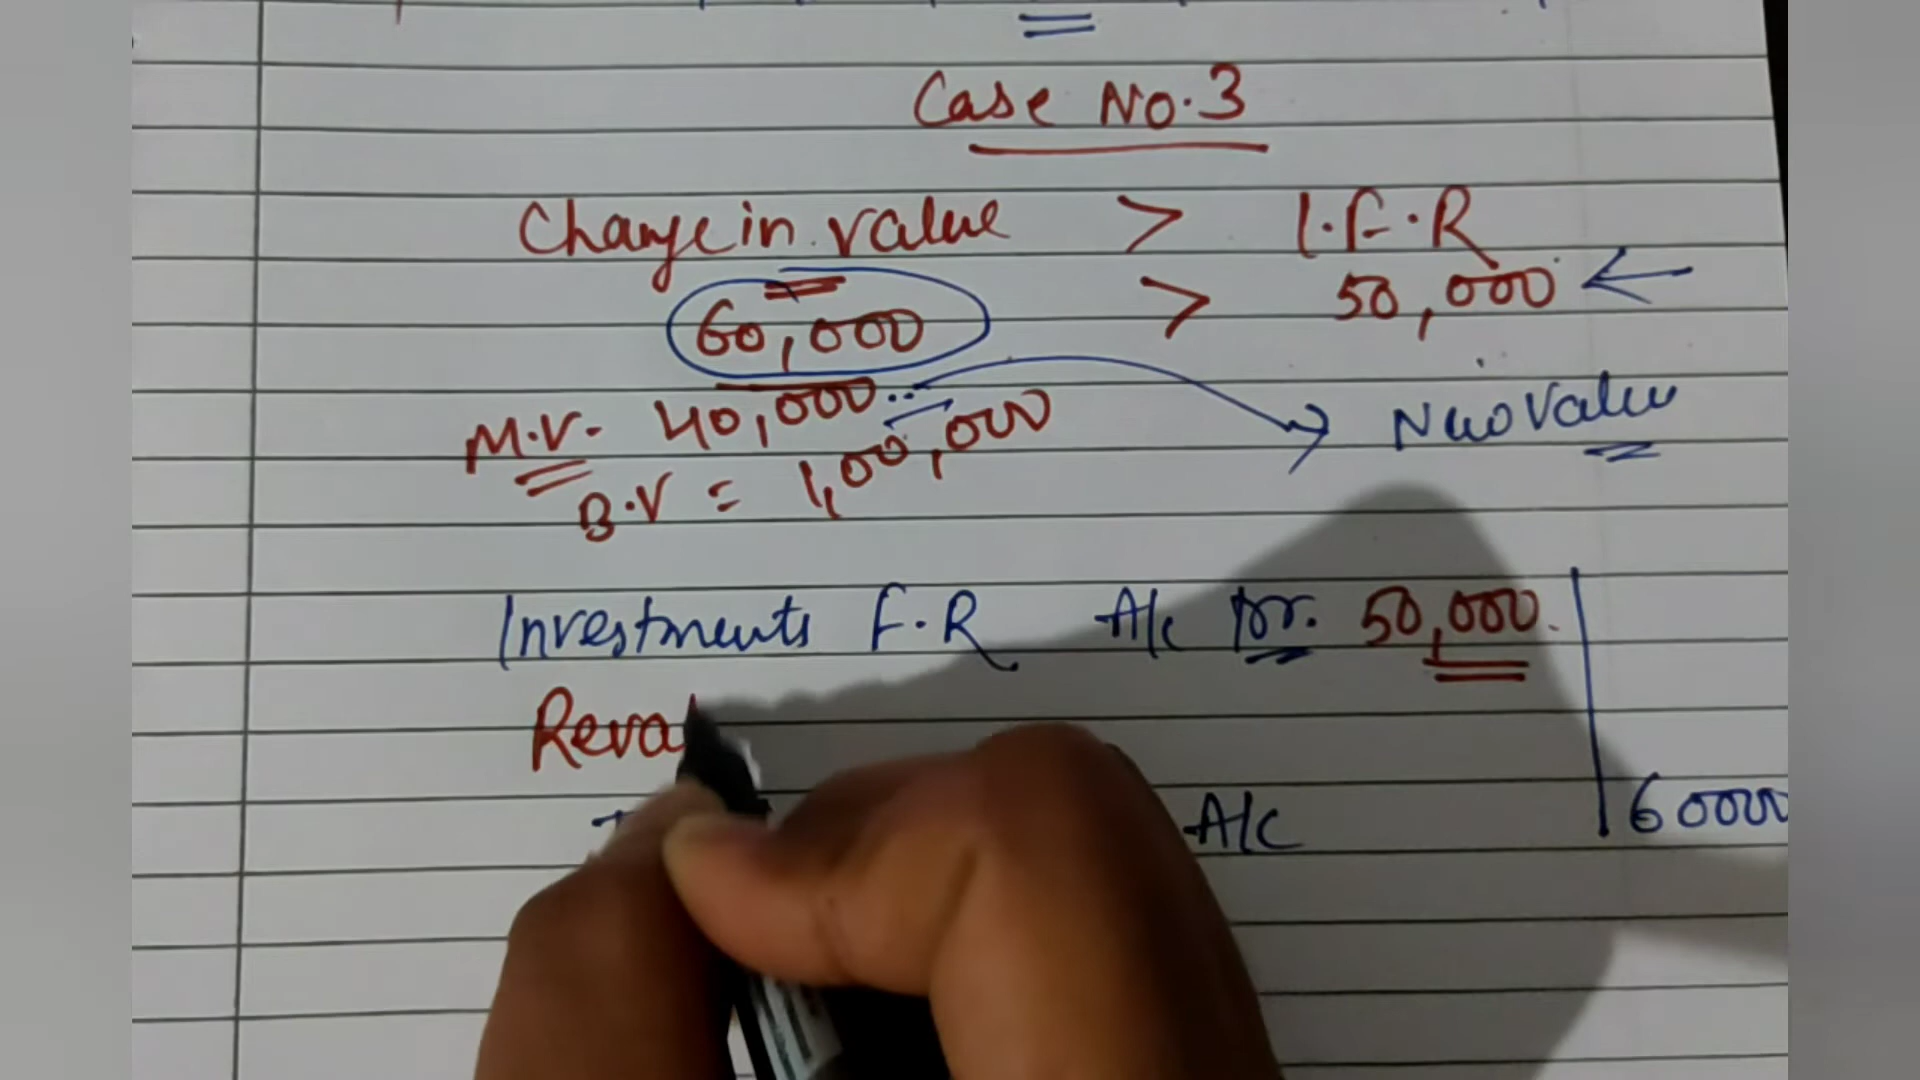 Case No.3
Change in value > I.F.R
60,000 > 50,000
M.V. 40,000..
New Value
B.V = 1,00,000
Investments F.R A/c Dr. 50,000.
Reva
A/c 60000